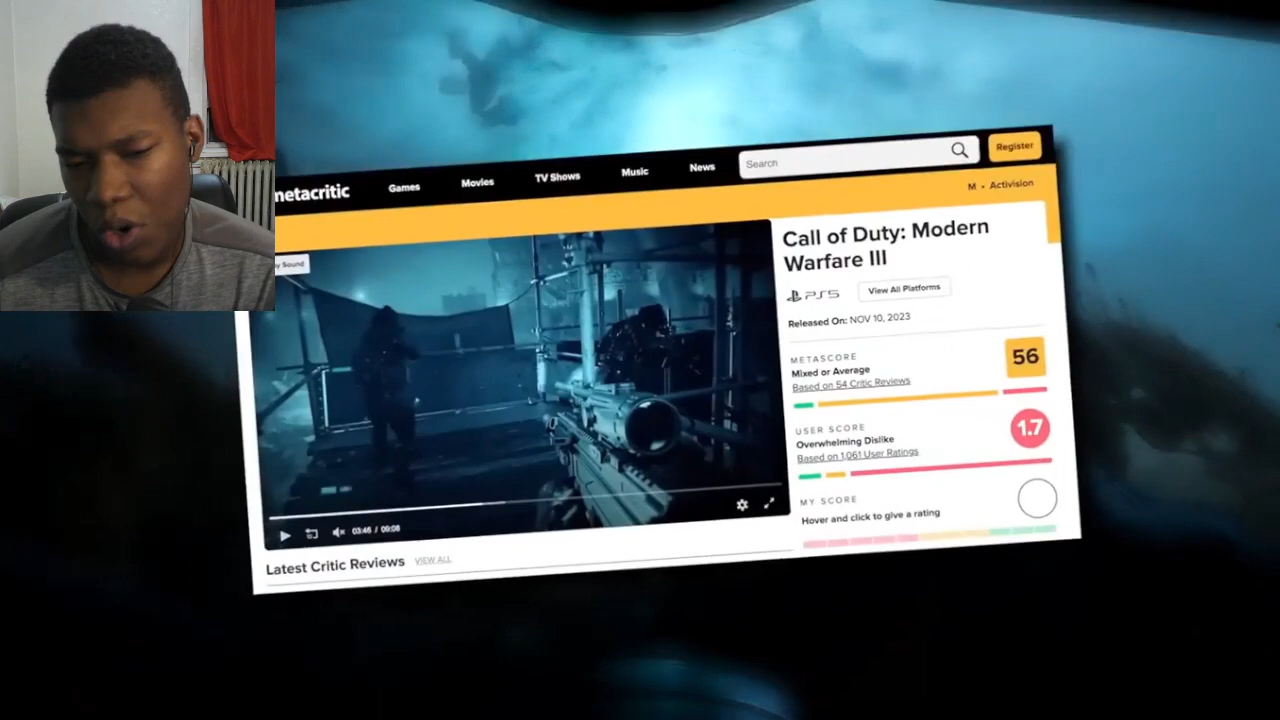 metacritic
Games
Movies
TV Shows
Music
News
Search
Register
M • Activision
Sound
Call of Duty: Modern
Warfare III
PS5
View All Platforms
Released On: NOV 10, 2023
METASCORE
Mixed or Average
Based on 54 Critic Reviews
56
USER SCORE
Overwhelming Dislike
Based on 1,061 User Ratings
1.7
MY SCORE
Hover and click to give a rating
03:46 / 09:08
Latest Critic Reviews
VIEW ALL